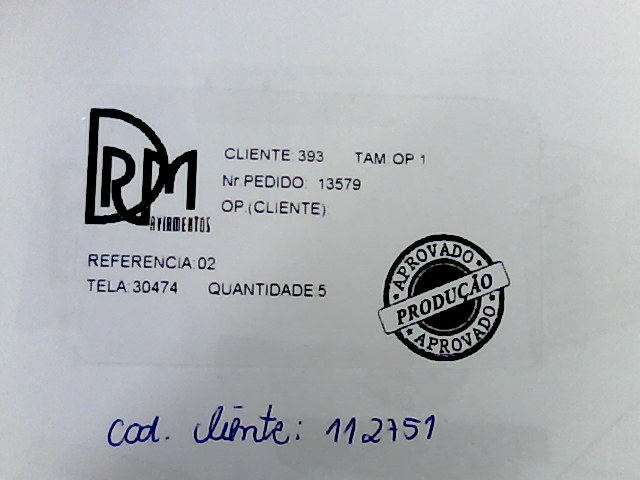 DRM
AVIAMENTOS
CLIENTE 393 TAM OP 1
Nr.PEDIDO: 13579
OP.(CLIENTE)
REFERENCIA:02
TELA:30474 QUANTIDADE:5
APROVADO
PRODUÇÃO
APROVADO
cod. cliente: 112751